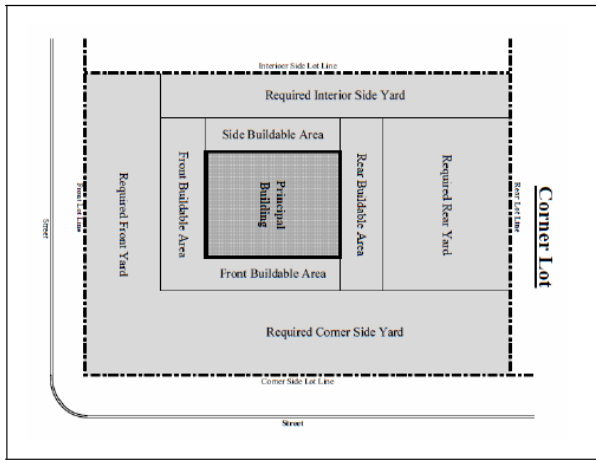 Interior Side Lot Line
Required Interior Side Yard
Side Buildable Area
Street
Front Lot Line
Required Front Yard
Front Buildable Area
Principal
Building
Rear Buildable Area
Required Rear Yard
Rear Lot Line
Corner Lot
Front Buildable Area
Required Corner Side Yard
Corner Side Lot Line
Street